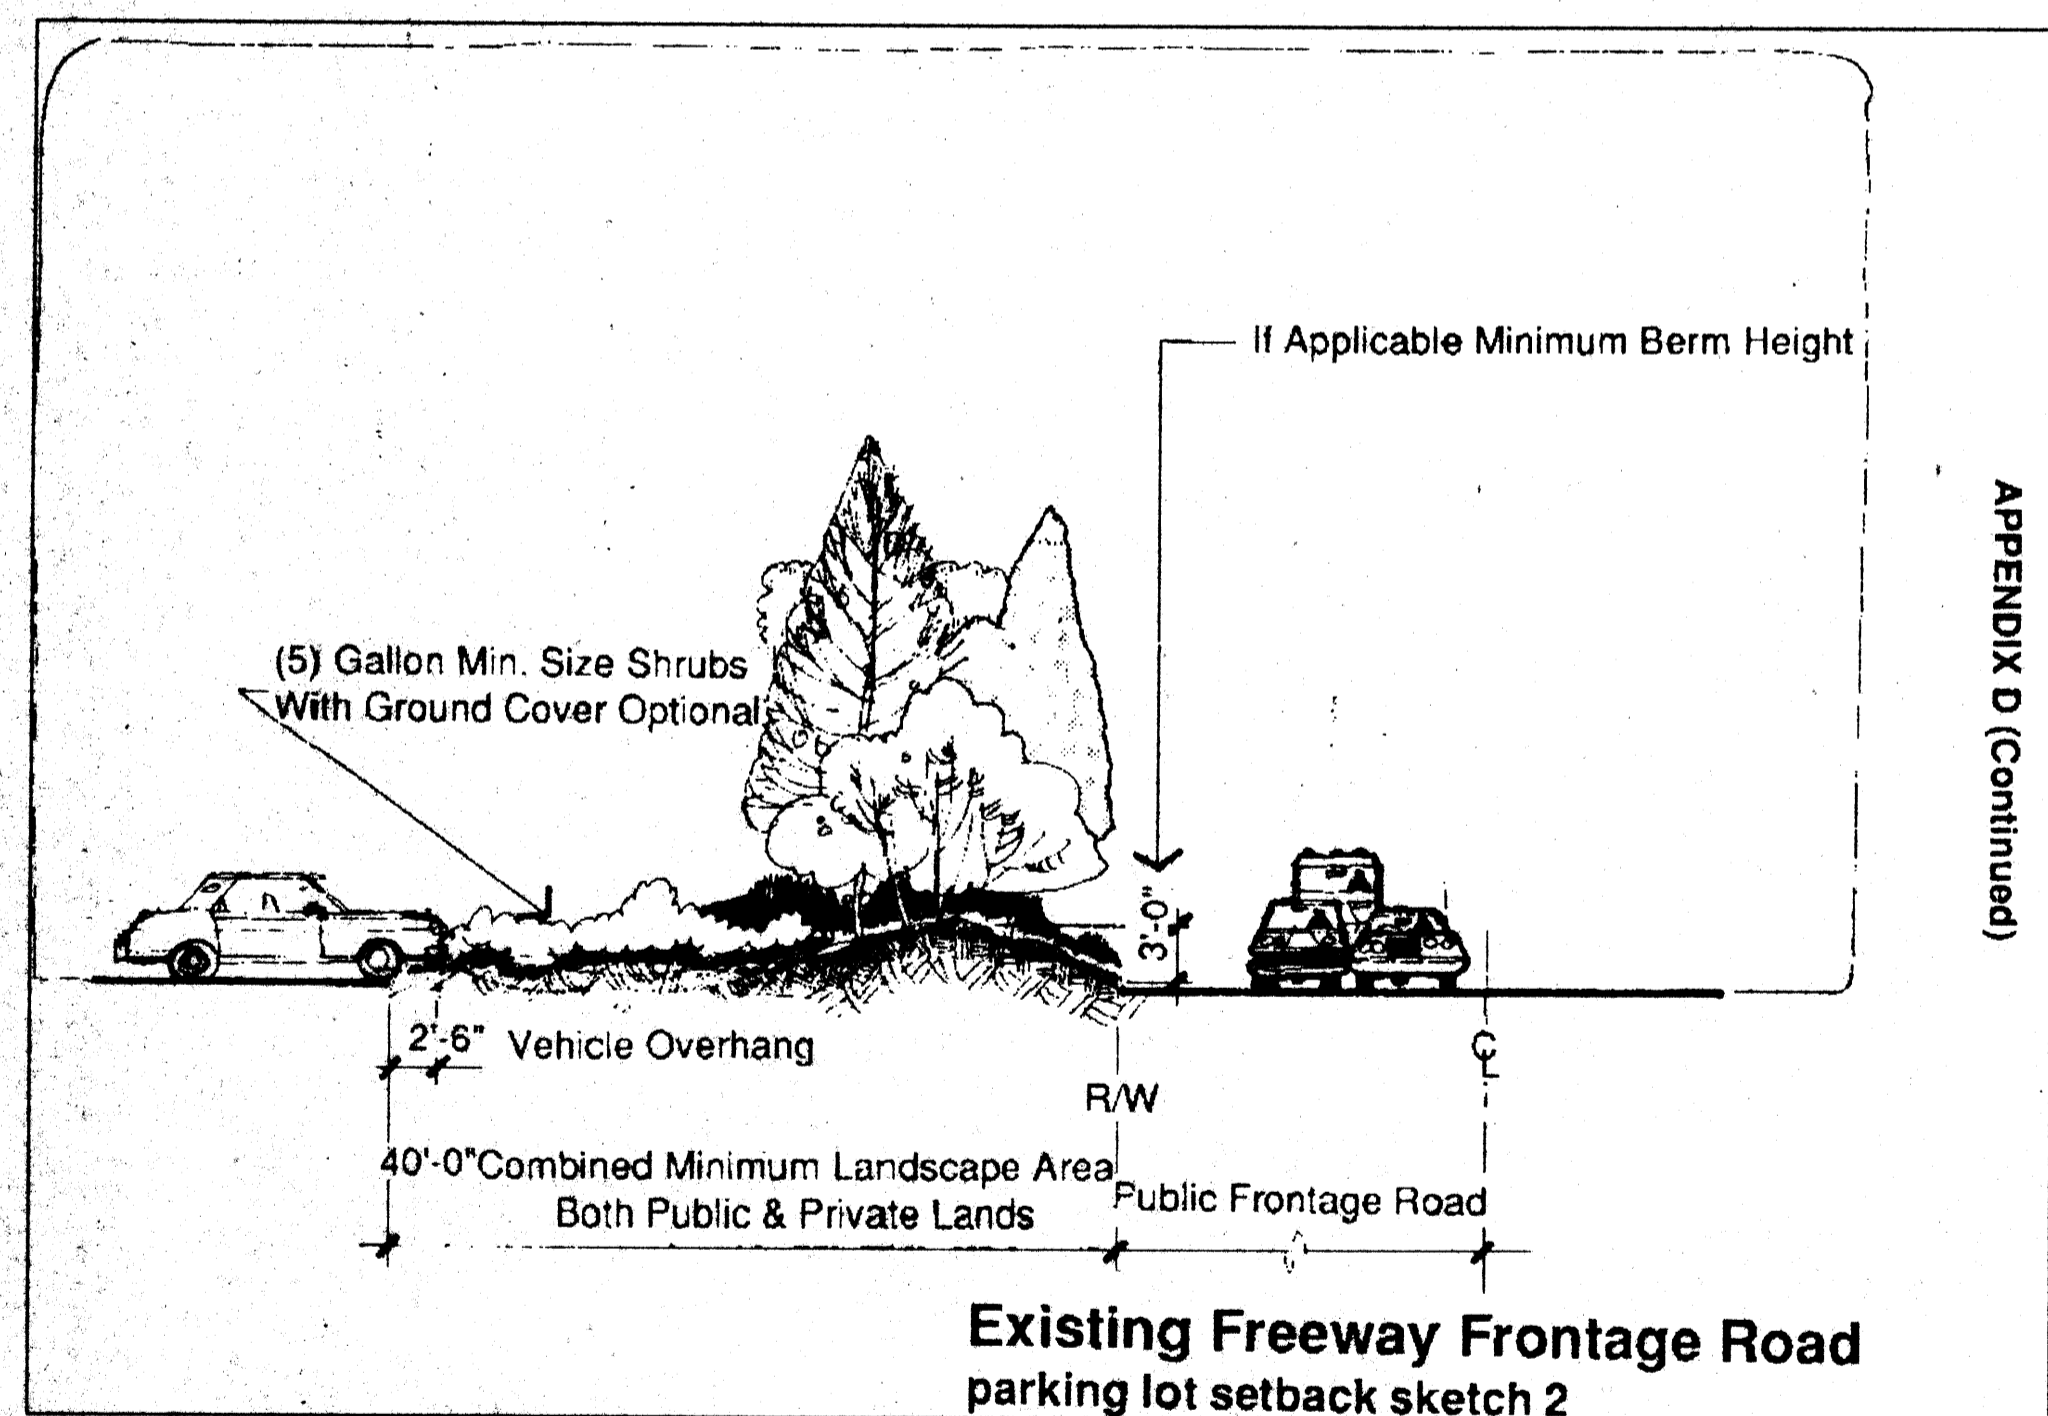 If Applicable Minimum Berm Height
(5) Gallon Min. Size Shrubs
With Ground Cover Optional
3'-0"
2'-6" Vehicle Overhang
CL
R/W
40'-0" Combined Minimum Landscape Area
Both Public & Private Lands
Public Frontage Road
Existing Freeway Frontage Road
parking lot setback sketch 2
APPENDIX D (Continued)